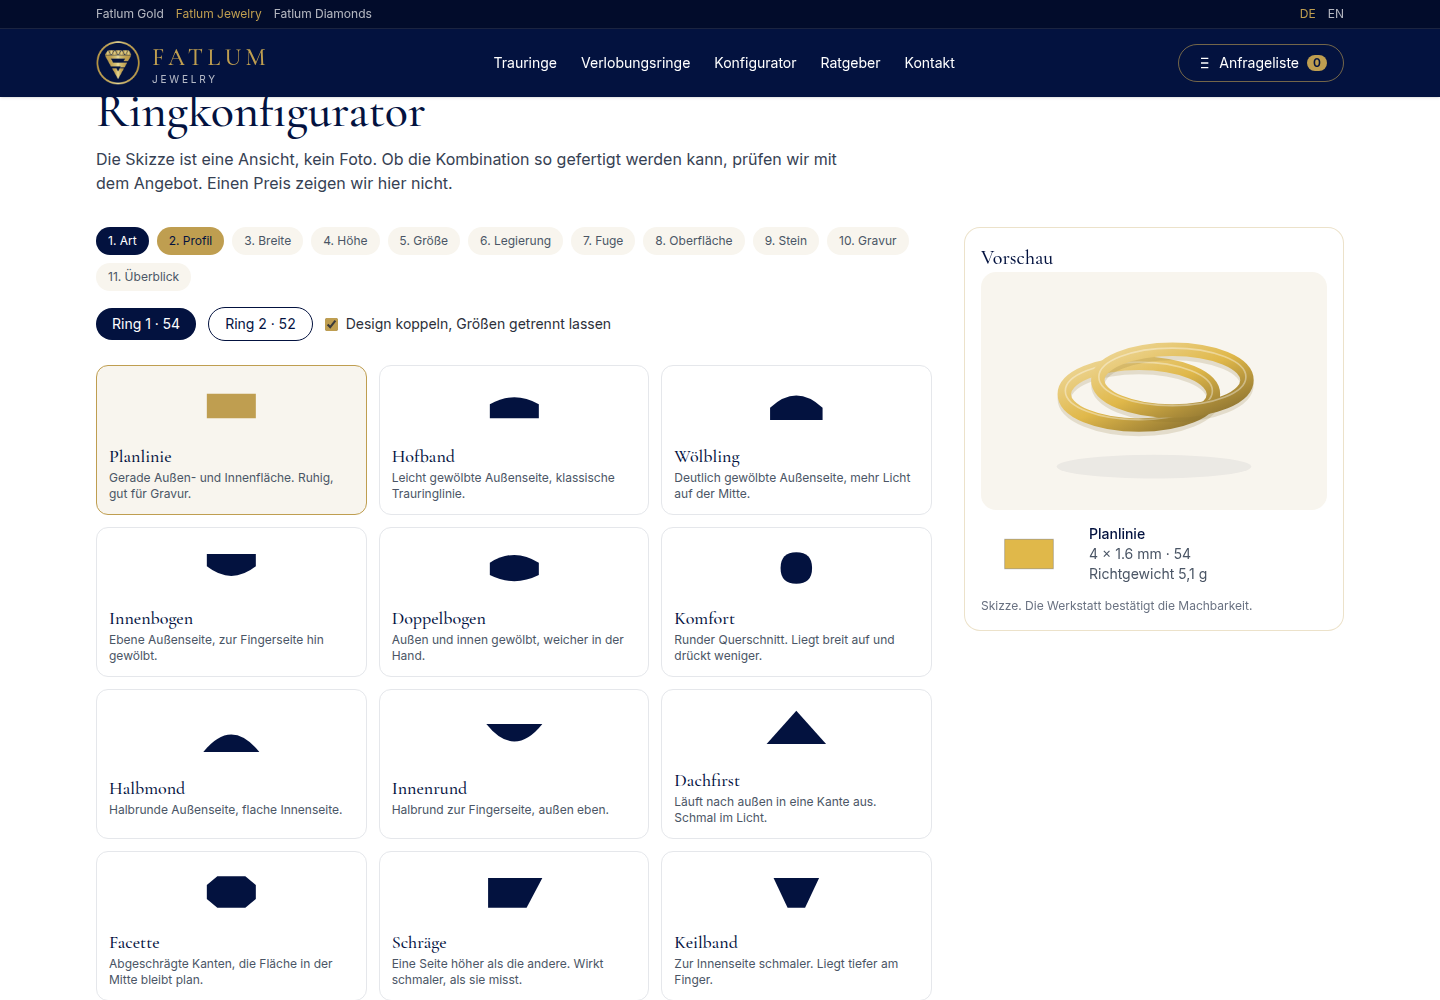 Fatlum Gold Fatlum Jewelry Fatlum Diamonds
DE EN
FATLUM
JEWELRY
Trauringe Verlobungsringe Konfigurator Ratgeber Kontakt
Anfrageliste 0
Ringkonfigurator
Die Skizze ist eine Ansicht, kein Foto. Ob die Kombination so gefertigt werden kann, prüfen wir mit
dem Angebot. Einen Preis zeigen wir hier nicht.
1. Art 2. Profil 3. Breite 4. Höhe 5. Größe 6. Legierung 7. Fuge 8. Oberfläche 9. Stein 10. Gravur
11. Überblick
Ring 1 · 54 Ring 2 · 52 Design koppeln, Größen getrennt lassen
Planlinie
Gerade Außen- und Innenfläche. Ruhig,
gut für Gravur.
Hofband
Leicht gewölbte Außenseite, klassische
Trauringlinie.
Wölbling
Deutlich gewölbte Außenseite, mehr Licht
auf der Mitte.
Innenbogen
Ebene Außenseite, zur Fingerseite hin
gewölbt.
Doppelbogen
Außen und innen gewölbt, weicher in der
Hand.
Komfort
Runder Querschnitt. Liegt breit auf und
drückt weniger.
Halbmond
Halbrunde Außenseite, flache Innenseite.
Innenrund
Halbrund zur Fingerseite, außen eben.
Dachfirst
Läuft nach außen in eine Kante aus.
Schmal im Licht.
Facette
Abgeschrägte Kanten, die Fläche in der
Mitte bleibt plan.
Schräge
Eine Seite höher als die andere. Wirkt
schmaler, als sie misst.
Keilband
Zur Innenseite schmaler. Liegt tiefer am
Finger.
Vorschau
Planlinie
4 × 1.6 mm · 54
Richtgewicht 5,1 g
Skizze. Die Werkstatt bestätigt die Machbarkeit.